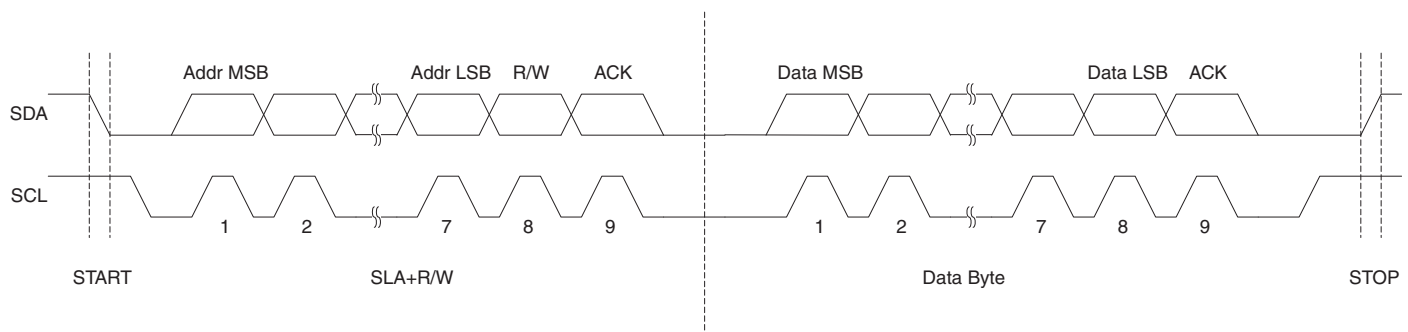 Addr MSB Addr LSB R/W ACK Data MSB Data LSB ACK
SDA
SCL
1 2 7 8 9 1 2 7 8 9
START SLA+R/W Data Byte STOP